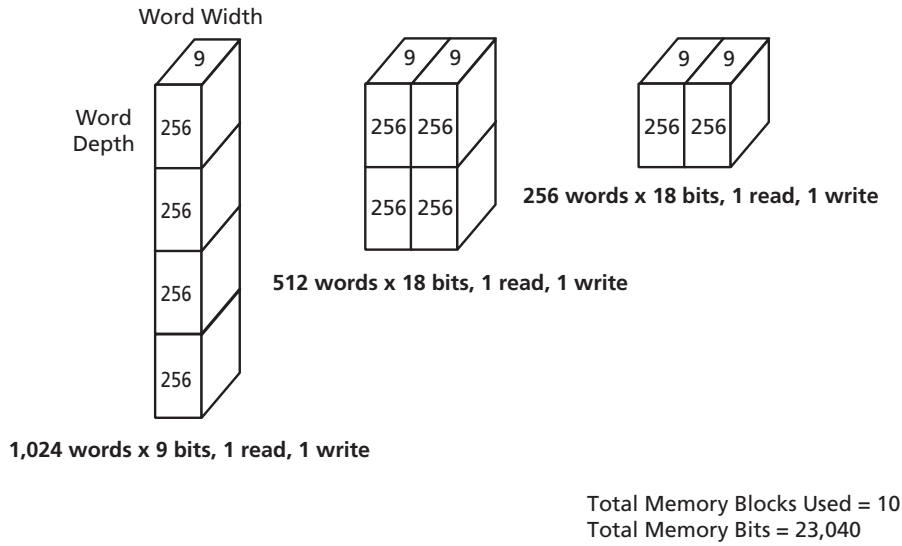 Word Width
9
Word
Depth
256
256
256
256
1,024 words x 9 bits, 1 read, 1 write
9 9
256 256
256 256
512 words x 18 bits, 1 read, 1 write
9 9
256 256
256 words x 18 bits, 1 read, 1 write
Total Memory Blocks Used = 10
Total Memory Bits = 23,040